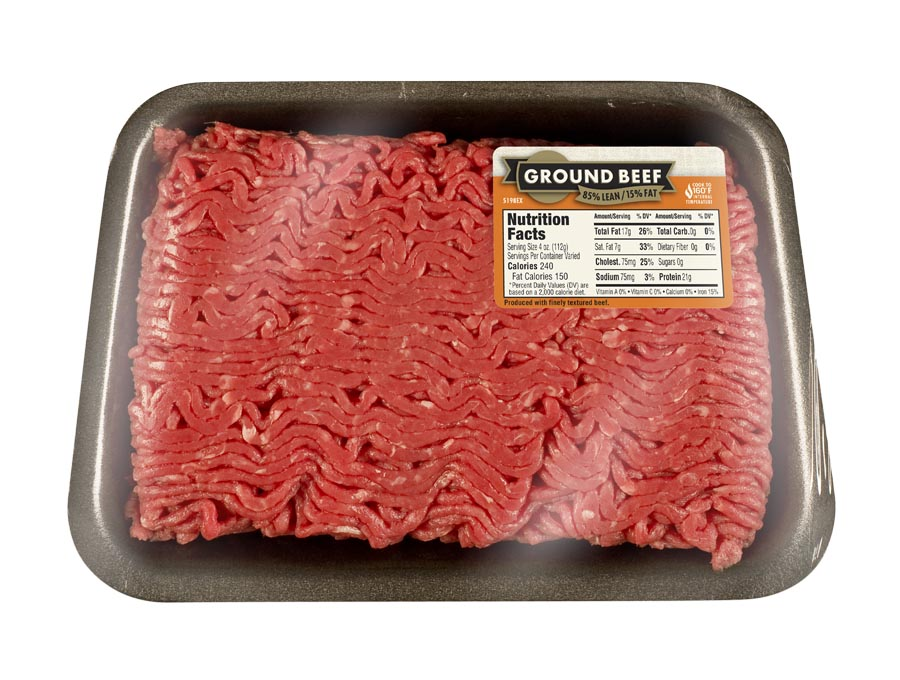 GROUND BEEF
85% LEAN / 15% FAT
COOK TO
160°F
INTERNAL
TEMPERATURE
5198EX
Nutrition
Facts
Serving Size 4 oz. (112g)
Servings Per Container Varied
Calories 240
Fat Calories 150
*Percent Daily Values (DV) are
based on a 2,000 calorie diet.
Amount/Serving % DV* Amount/Serving % DV*
Total Fat 17g 26% Total Carb. 0g 0%
Sat. Fat 7g 33% Dietary Fiber 0g 0%
Cholest. 75mg 25% Sugars 0g
Sodium 75mg 3% Protein 21g
Vitamin A 0% • Vitamin C 0% • Calcium 0% • Iron 15%
Produced with finely textured beef.